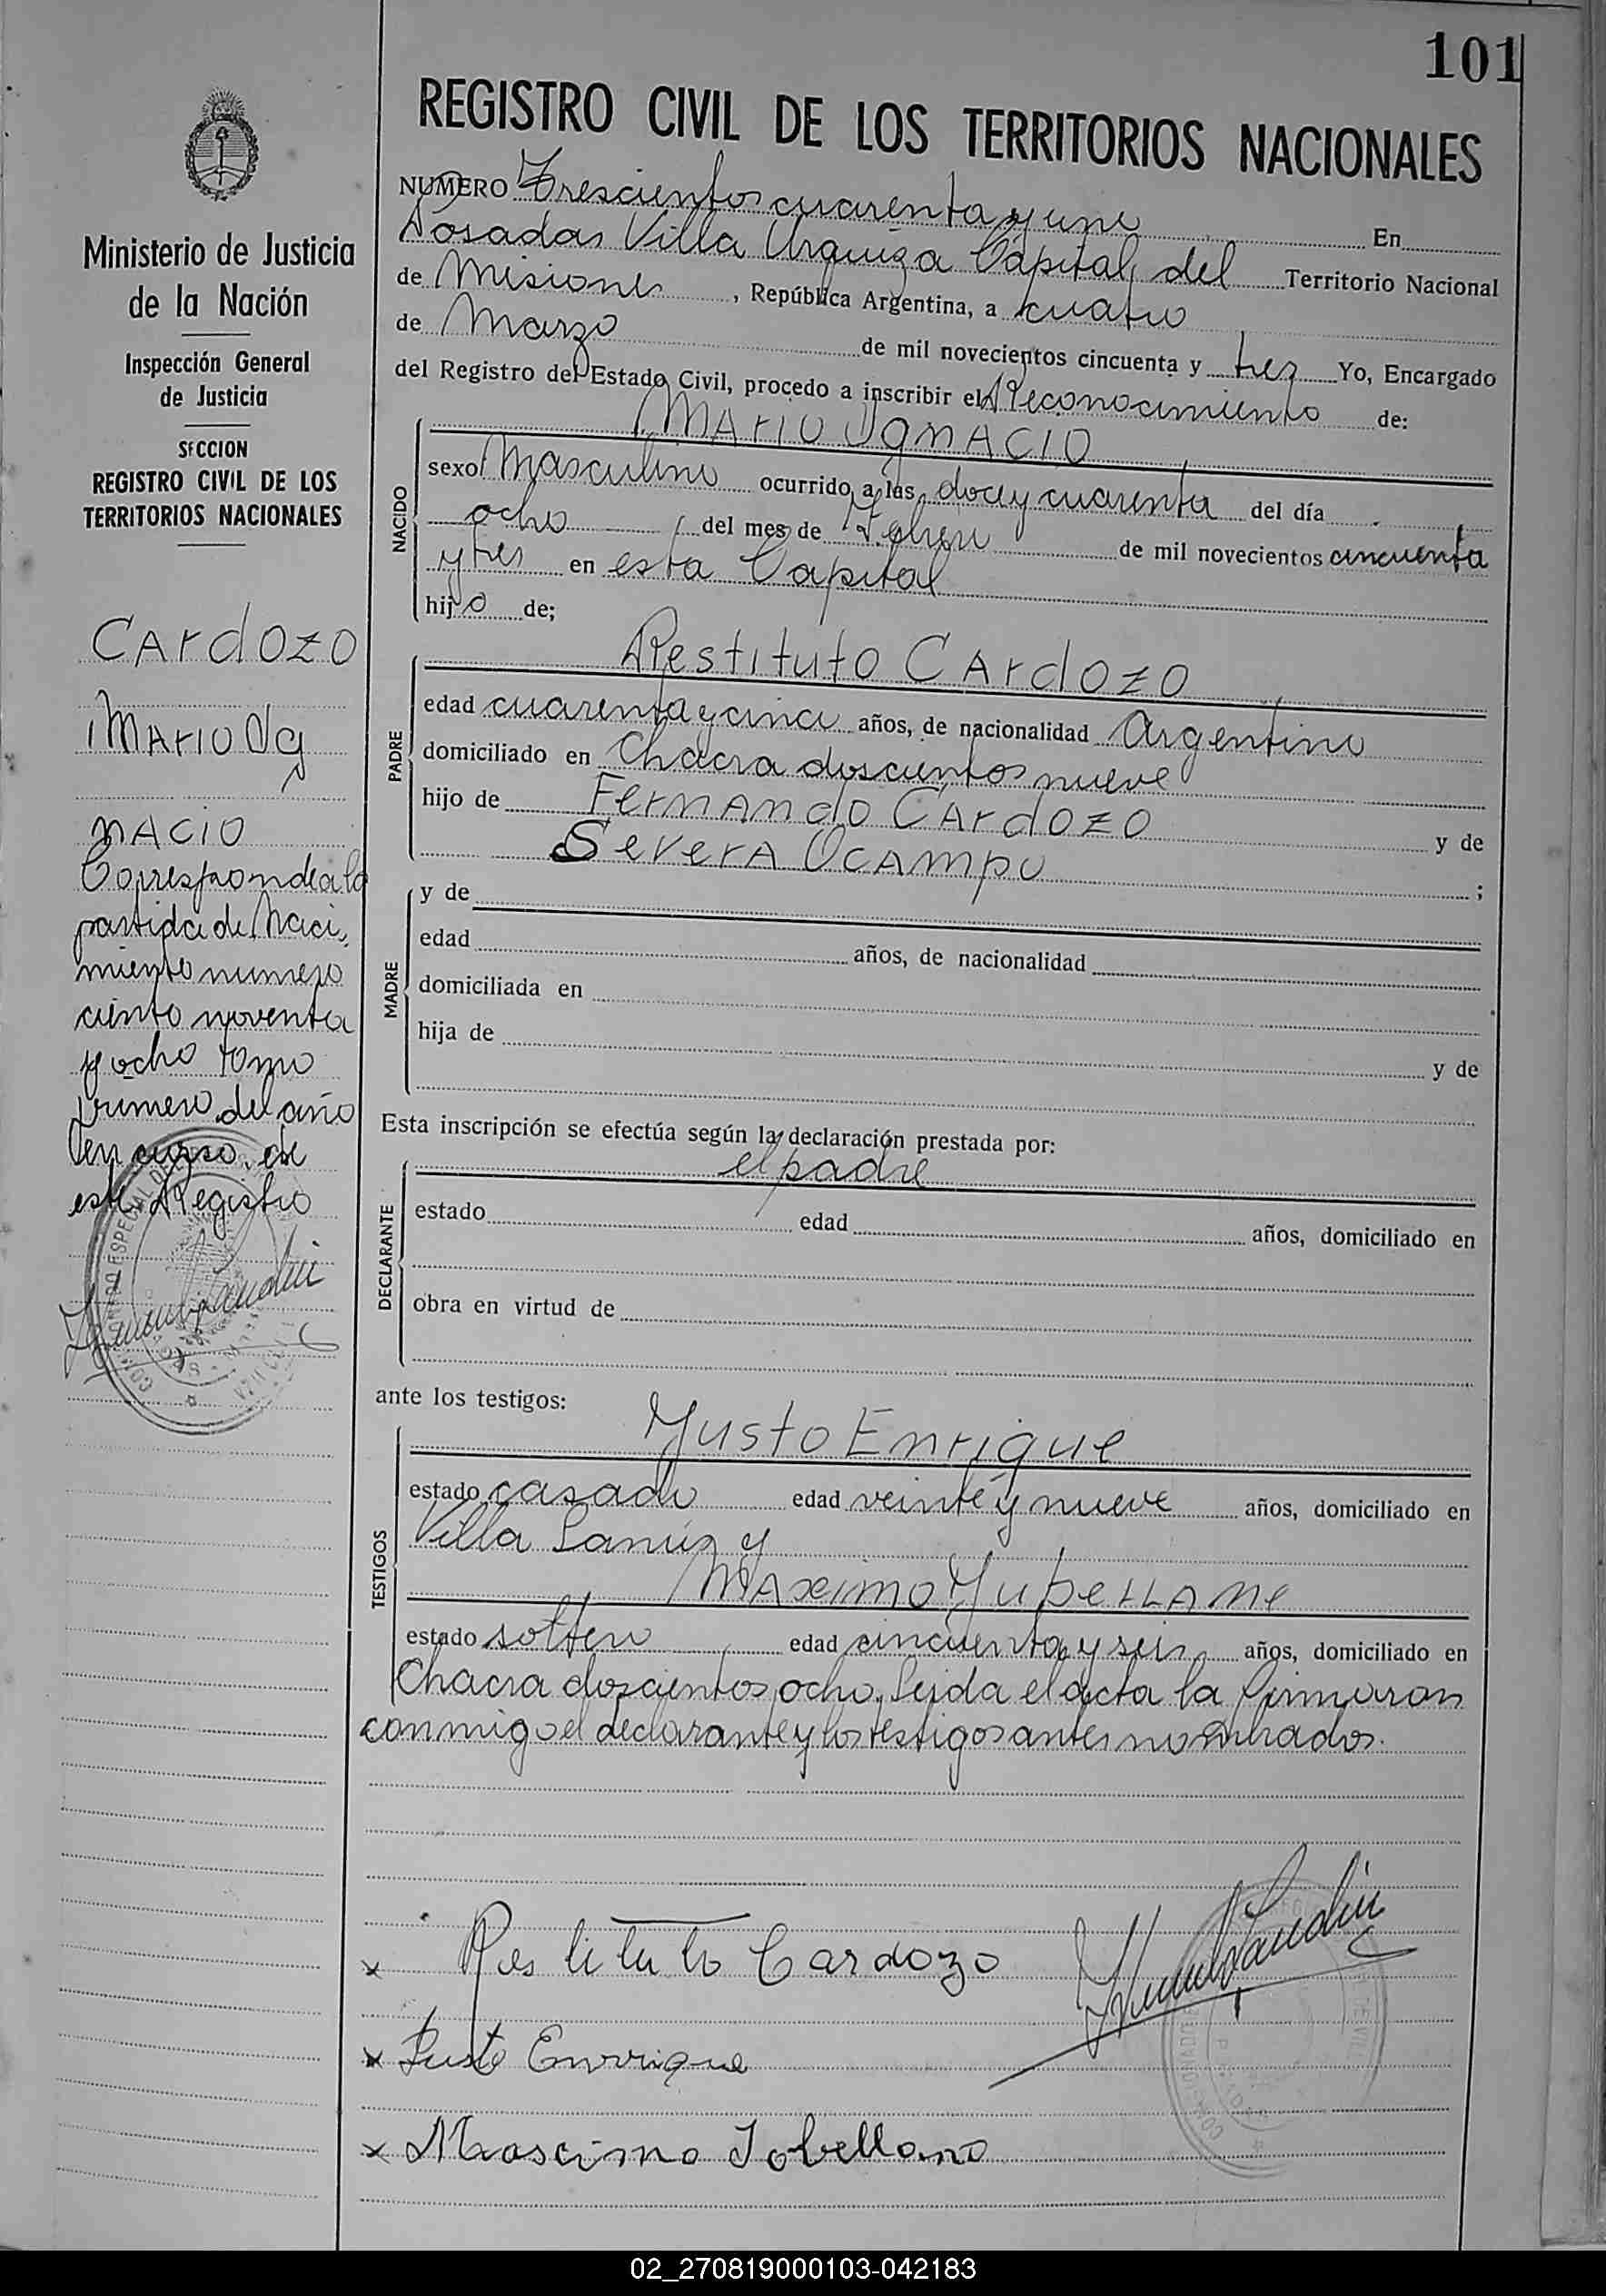 101
REGISTRO CIVIL DE LOS TERRITORIOS NACIONALES
Ministerio de Justicia
de la Nación
Inspección General
de Justicia
SECCION
REGISTRO CIVIL DE LOS
TERRITORIOS NACIONALES
CArdozo
MArio Ig
nACIO
Corresponde a la
partida de Naci,
miento numero
ciento noventa
y ocho tomo
primero del año
en curso, de
este Registro
NUMERO Trescientos cuarenta y uno En
Posadas Villa Urquiza Capital del Territorio Nacional
de Misiones, República Argentina, a cuatro
de Marzo de mil novecientos cincuenta y tres Yo, Encargado
del Registro del Estado Civil, procedo a inscribir el Reconocimiento de:
NACIDO
MArio IgnACIO
sexo Masculino ocurrido a las doce y cuarenta del día
ocho del mes de Febrero de mil novecientos cincuenta
y tres en esta Capital
hijo de;
PADRE
Restituto CArdozo
edad cuarenta y cinco años, de nacionalidad Argentino
domiciliado en Chacra doscientos nueve
hijo de FernAndo CArdozo y de
SeverA OcAmpo ;
MADRE
y de
edad años, de nacionalidad
domiciliada en
hija de y de
Esta inscripción se efectúa según la declaración prestada por:
DECLARANTE
el padre
estado edad años, domiciliado en
obra en virtud de
ante los testigos:
TESTIGOS
Justo Enrique
estado casado edad veinte y nueve años, domiciliado en
Villa Lanús y
MAximo
estado soltero edad cincuenta y seis años, domiciliado en
Chacra doscientos ocho. Leida el acta la firmaron
conmigo el declarante y los testigos antes nombrados.
x Restituto Cardozo
x Justo Enrrique
x Mascimo Jobellano
02_270819000103-042183